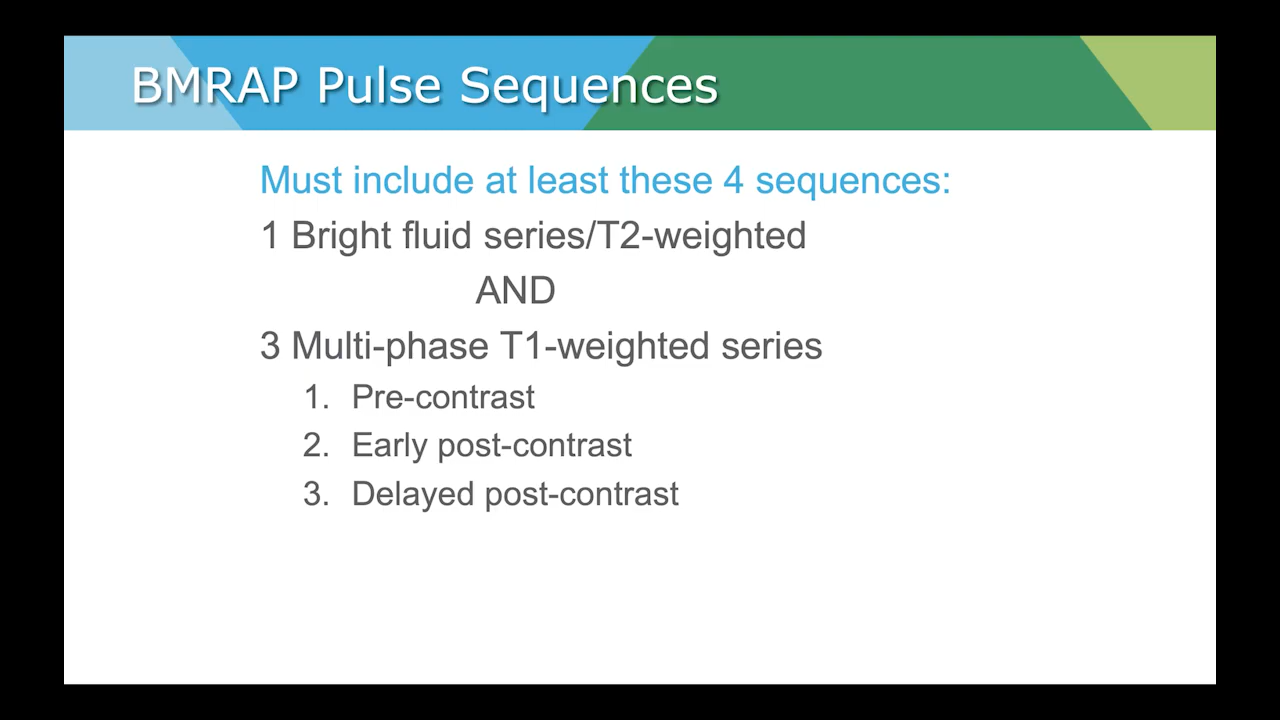 BMRAP Pulse Sequences
Must include at least these 4 sequences:
1 Bright fluid series/T2-weighted
AND
3 Multi-phase T1-weighted series
1. Pre-contrast
2. Early post-contrast
3. Delayed post-contrast